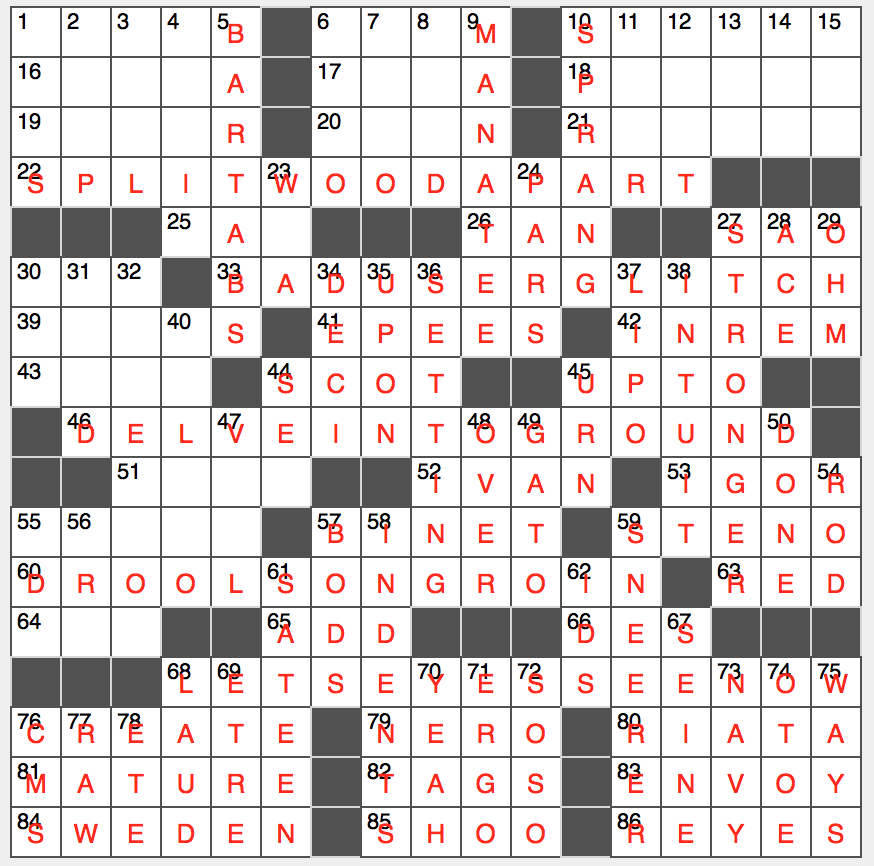 1 2 3 4 5 B 6 7 8 9 M 10 S 11 12 13 14 15
16 A 17 A 18 P
19 R 20 N 21 R
22 S P L I T 23 W O O D A 24 P A R T
25 A 26 T A N 27 S 28 A 29 O
30 31 32 33 B A 34 D 35 U 36 S E R G 37 L 38 I T C H
39 40 S 41 E P E E S 42 I N R E M
43 44 S C O T 45 U P T O
46 D E L 47 V E I N T 48 O 49 G R O U N 50 D
51 52 I V A N 53 I G O 54 R
55 56 57 B 58 I N E T 59 S T E N O
60 D R O O L 61 S O N G R O 62 I N 63 R E D
64 65 A D D 66 D E 67 S
68 L 69 E T S E 70 Y 71 E 72 S S E E 73 N 74 O 75 W
76 C 77 R 78 E A T E 79 N E R O 80 R I A T A
81 M A T U R E 82 T A G S 83 E N V O Y
84 S W E D E N 85 S H O O 86 R E Y E S